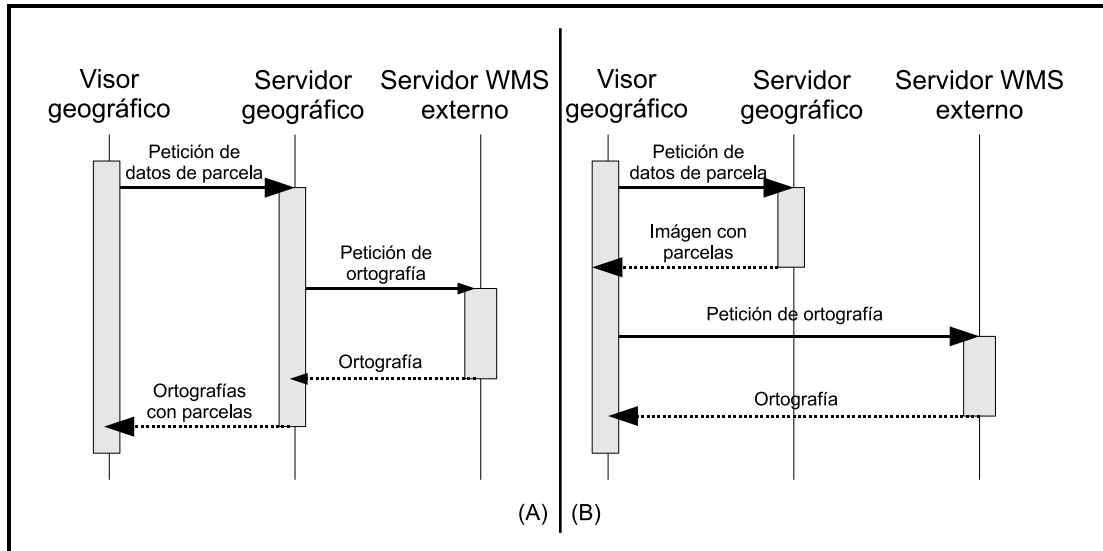 Visor
geográfico
Servidor
geográfico
Servidor WMS
externo
Petición de
datos de parcela
Petición de
ortografía
Ortografía
Ortografías
con parcelas
(A)
Visor
geográfico
Servidor
geográfico
Servidor WMS
externo
Petición de
datos de parcela
Imágen con
parcelas
Petición de ortografía
Ortografía
(B)